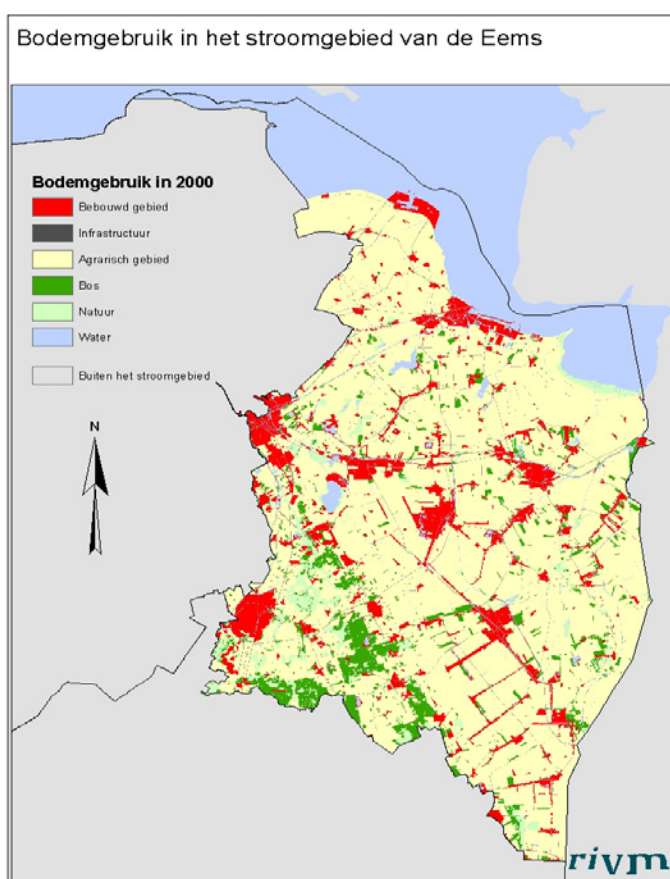 Bodemgebruik in het stroomgebied van de Eems
Bodemgebruik in 2000
Bebouwd gebied
Infrastructuur
Agrarisch gebied
Bos
Natuur
Water
Buiten het stroomgebied
N
rivm